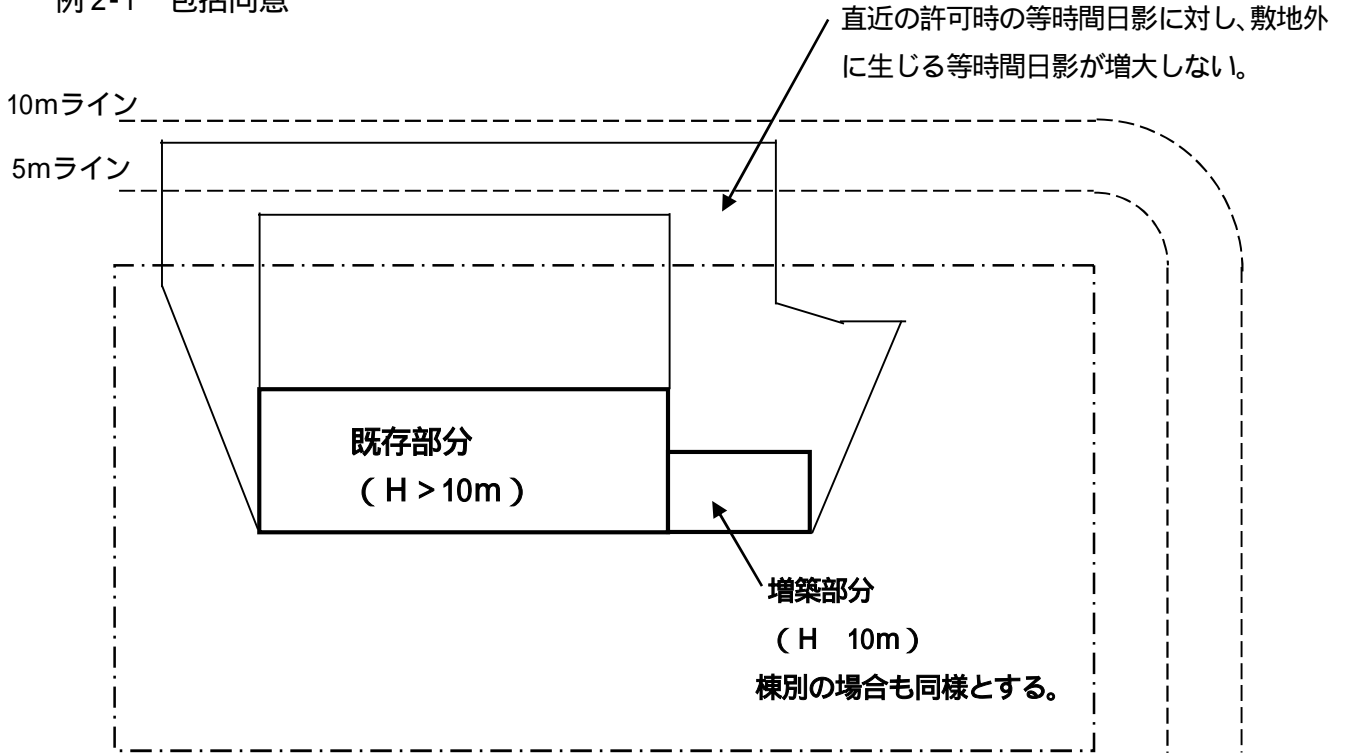 例2-1 包括同意
直近の許可時の等時間日影に対し、敷地外
に生じる等時間日影が増大しない。
10mライン
5mライン
既存部分
（H＞10m）
増築部分
（H　10m）
棟別の場合も同様とする。